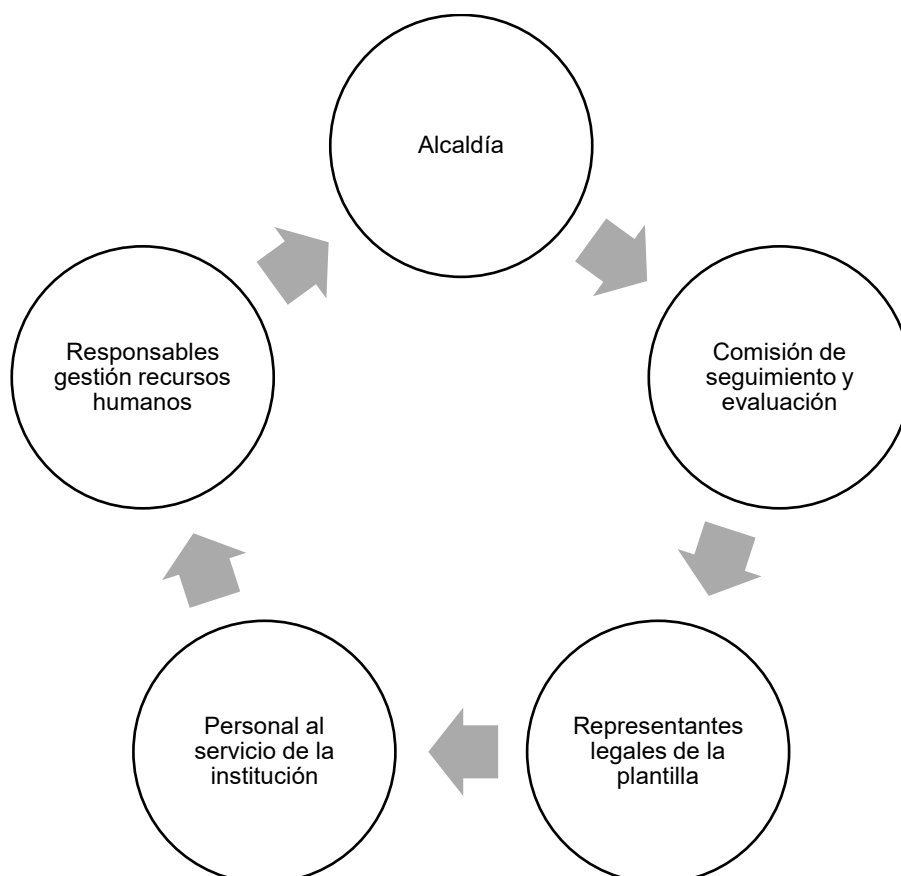 Alcaldía
Comisión de
seguimiento y
evaluación
Representantes
legales de la
plantilla
Personal al
servicio de la
institución
Responsables
gestión recursos
humanos